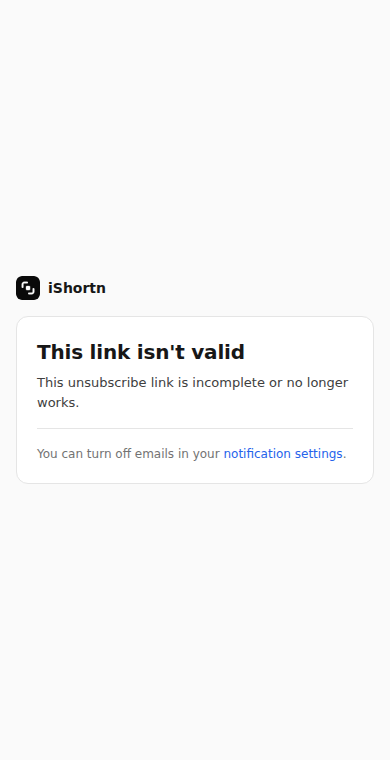 iShortn
This link isn't valid
This unsubscribe link is incomplete or no longer
works.
You can turn off emails in your notification settings.